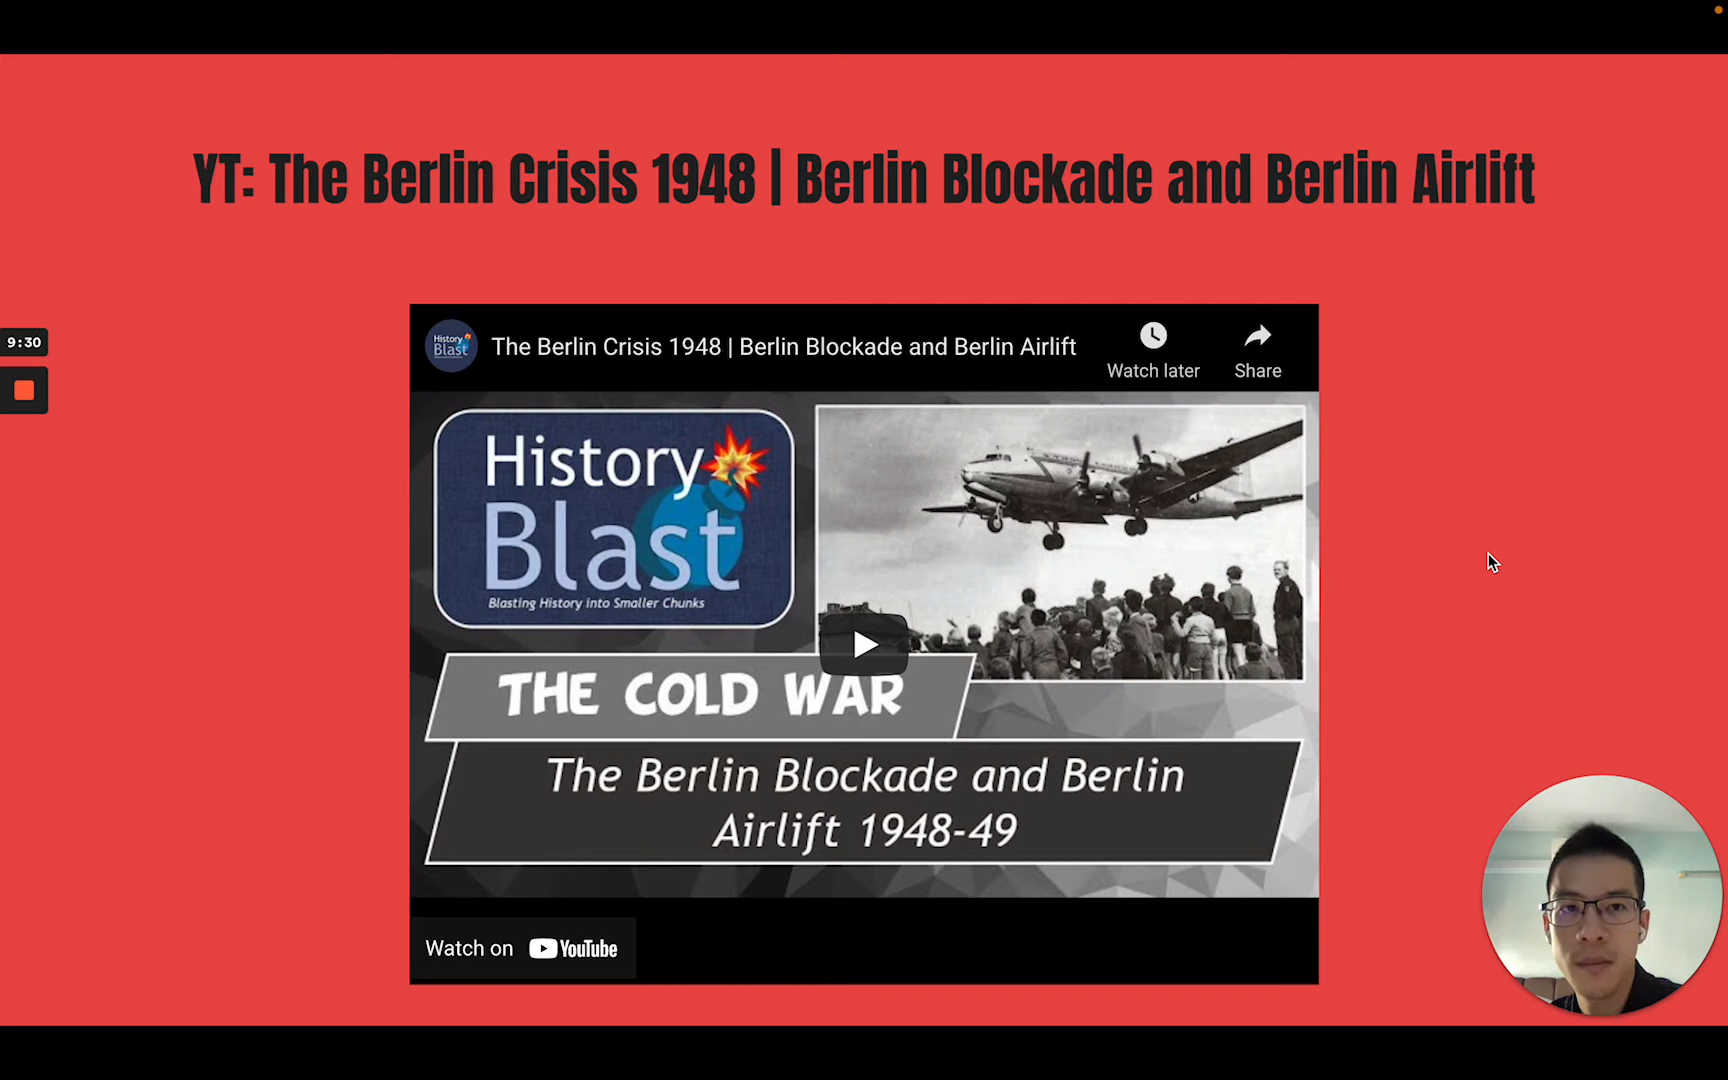 YT: The Berlin Crisis 1948 | Berlin Blockade and Berlin Airlift
9:30
History
Blast
The Berlin Crisis 1948 | Berlin Blockade and Berlin Airlift
Watch later
Share
History
Blast
Blasting History into Smaller Chunks
THE COLD WAR
The Berlin Blockade and Berlin
Airlift 1948-49
Watch on YouTube